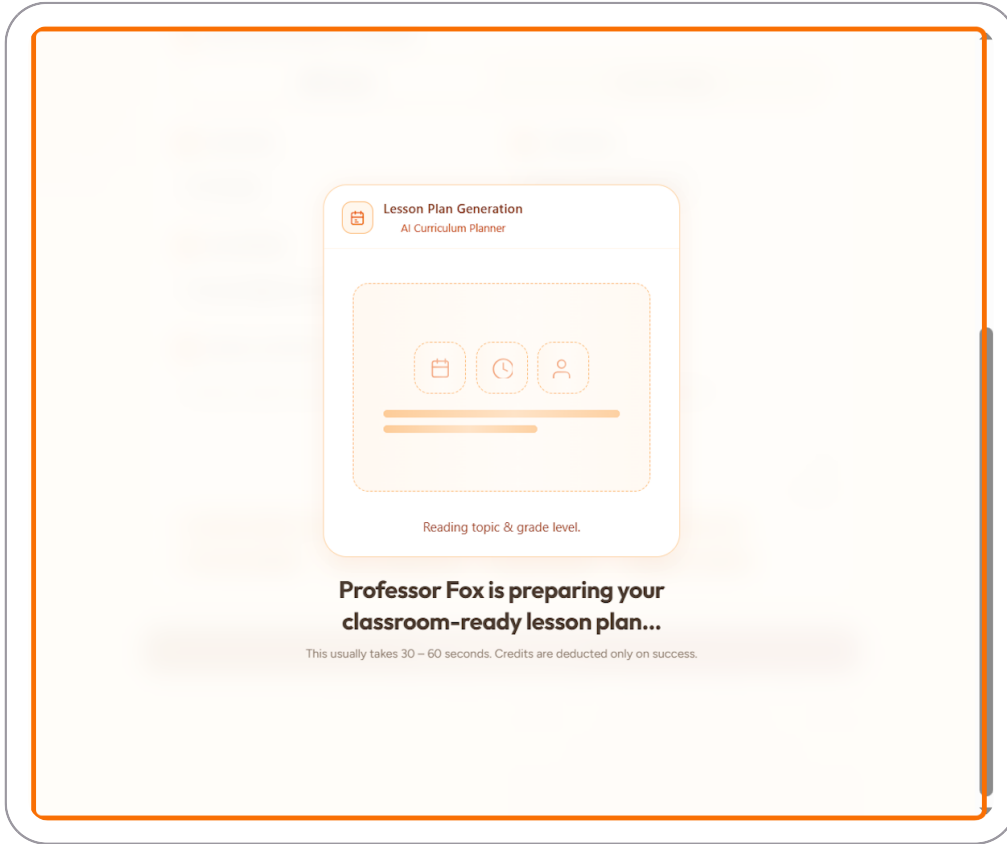 Lesson Plan Generation
AI Curriculum Planner
Reading topic & grade level.
Professor Fox is preparing your
classroom-ready lesson plan...
This usually takes 30 – 60 seconds. Credits are deducted only on success.